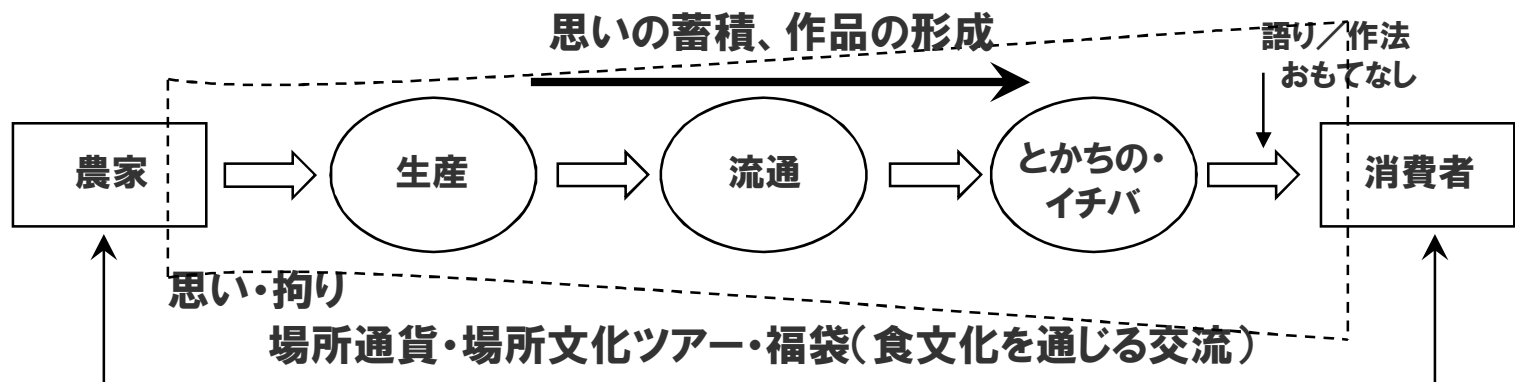 思いの蓄積、作品の形成
語り／作法
おもてなし
農家
生産
流通
とかちの・
イチバ
消費者
思い・拘り
場所通貨・場所文化ツアー・福袋（食文化を通じる交流）